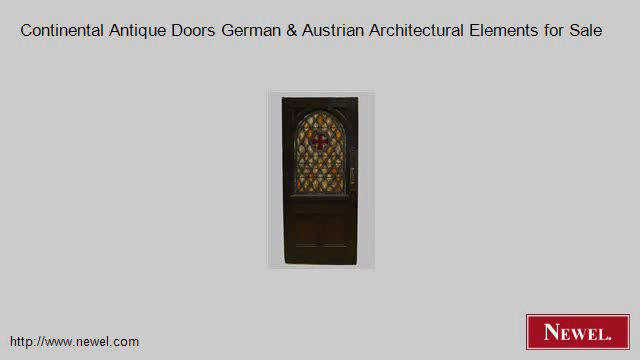 Continental Antique Doors German & Austrian Architectural Elements for Sale
http://www.newel.com
NEWEL.